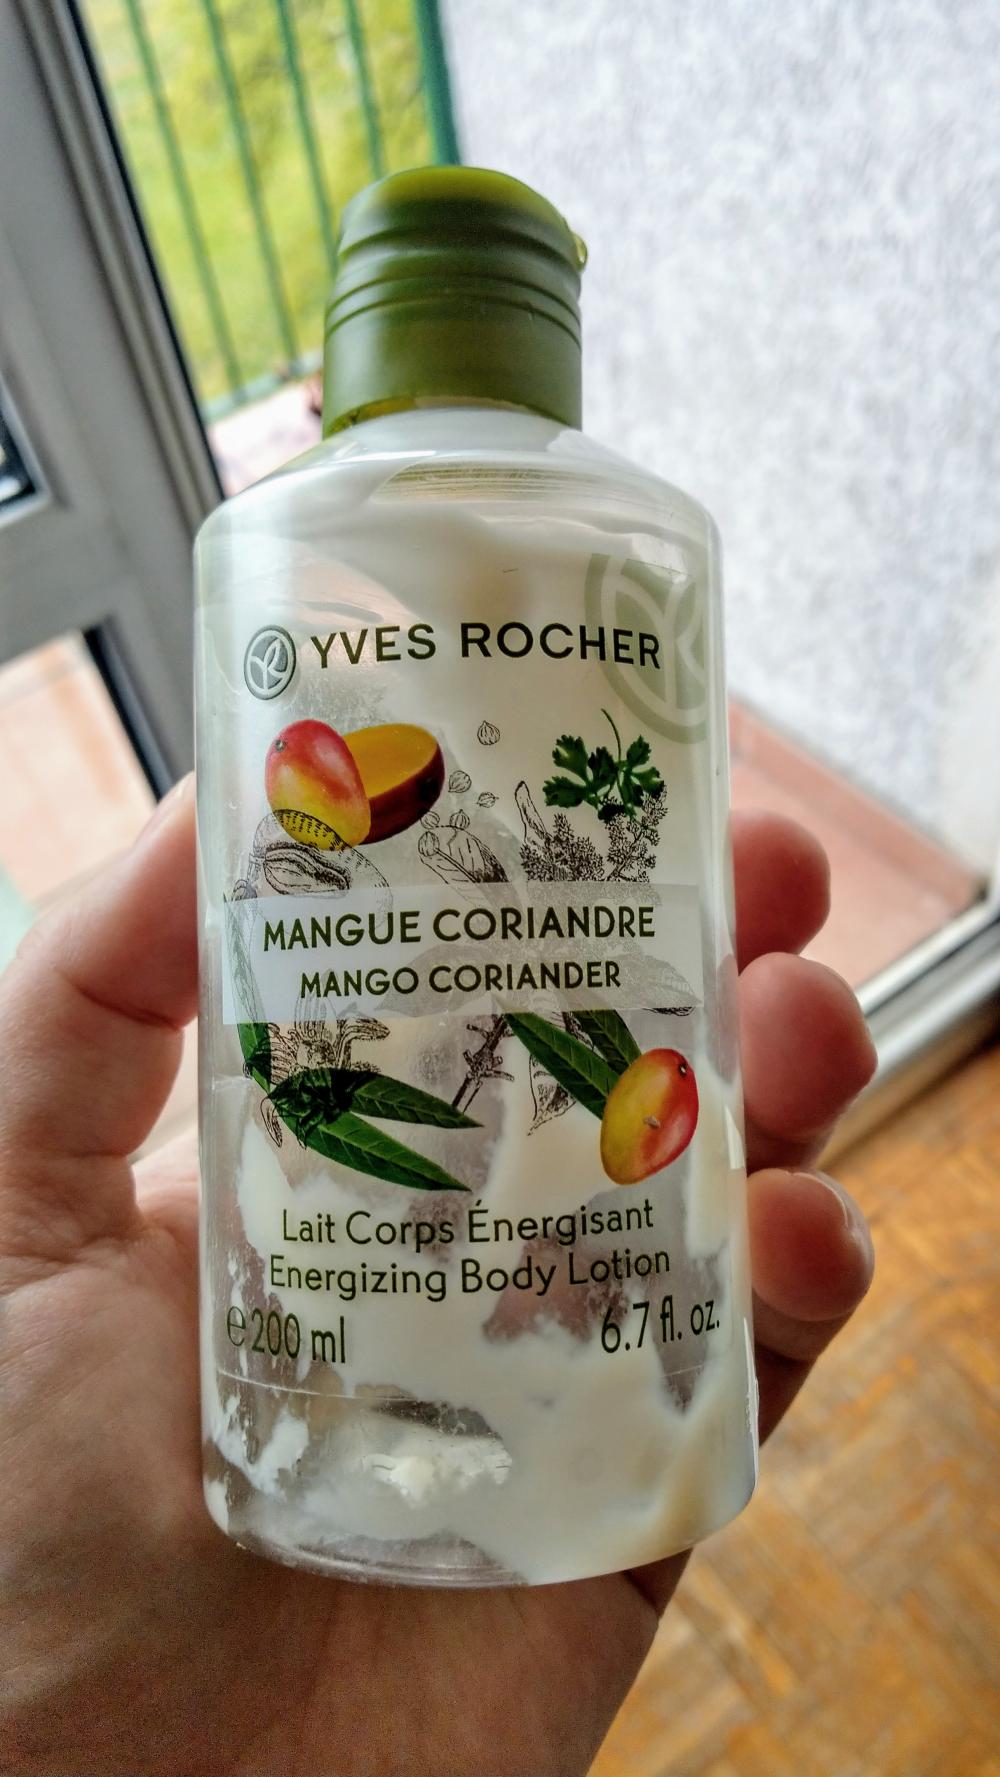 YVES ROCHER
MANGUE CORIANDRE
MANGO CORIANDER
Lait Corps Énergisant
Energizing Body Lotion
℮200 ml 6.7 fl. oz.